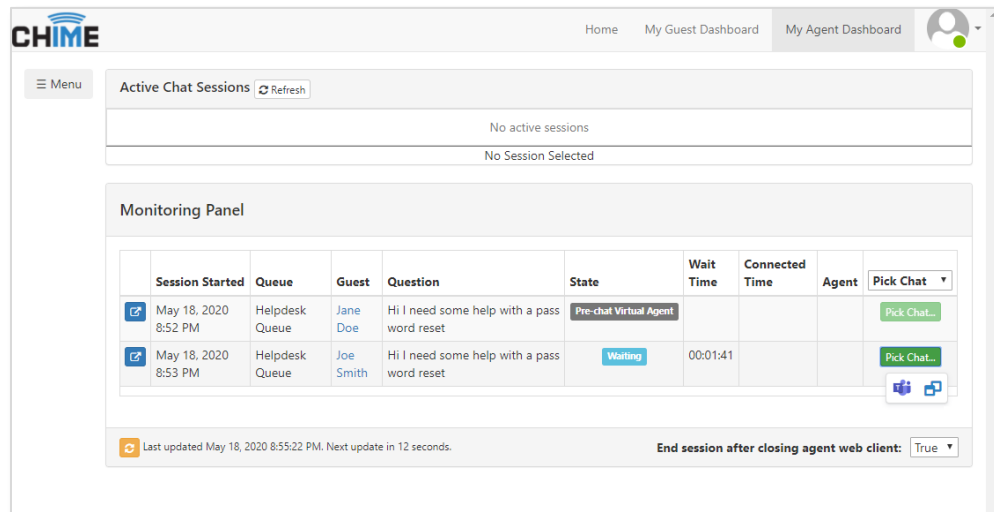 CHIME
Home My Guest Dashboard My Agent Dashboard
☰ Menu
Active Chat Sessions Refresh
No active sessions
No Session Selected
Monitoring Panel
Session Started Queue Guest Question State Wait Time Connected Time Agent Pick Chat
May 18, 2020 8:52 PM Helpdesk Queue Jane Doe Hi I need some help with a pass word reset Pre-chat Virtual Agent Pick Chat...
May 18, 2020 8:53 PM Helpdesk Queue Joe Smith Hi I need some help with a pass word reset Waiting 00:01:41 Pick Chat...
Last updated May 18, 2020 8:55:22 PM. Next update in 12 seconds. End session after closing agent web client: True